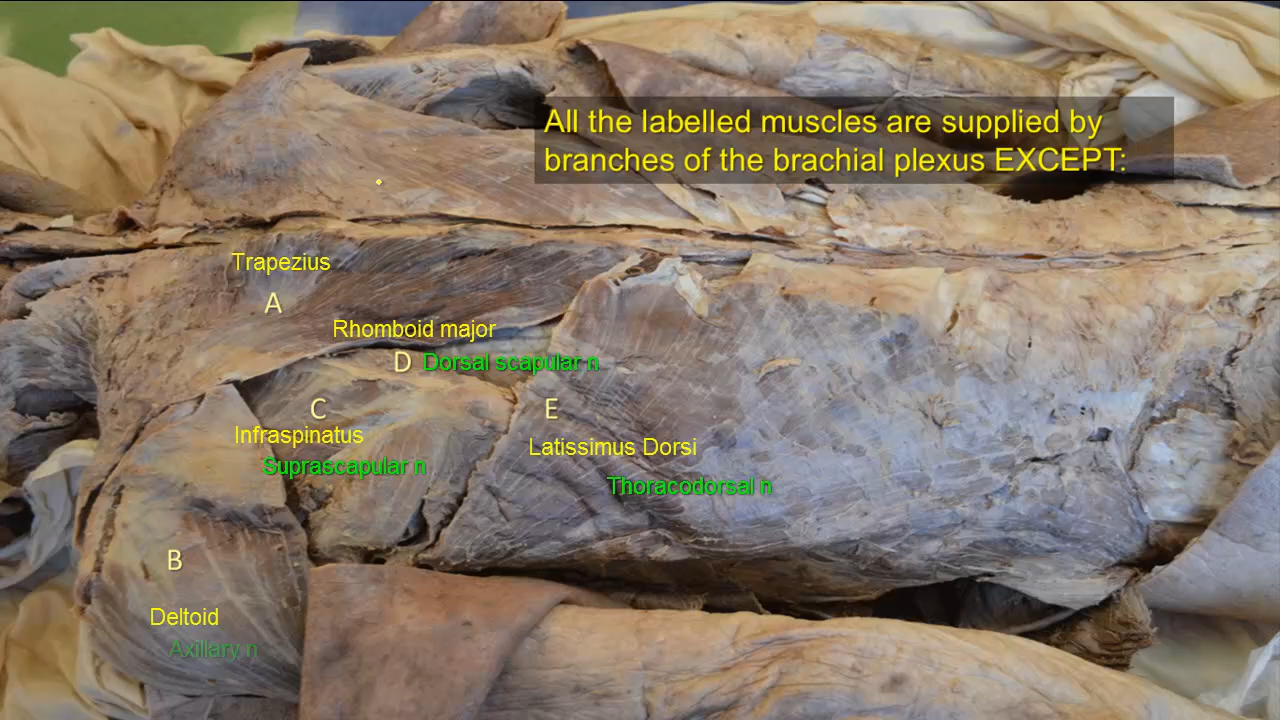 All the labelled muscles are supplied by
branches of the brachial plexus EXCEPT:
Trapezius
A
Rhomboid major
D Dorsal scapular n
C
Infraspinatus
Suprascapular n
E
Latissimus Dorsi
Thoracodorsal n
B
Deltoid
Axillary n